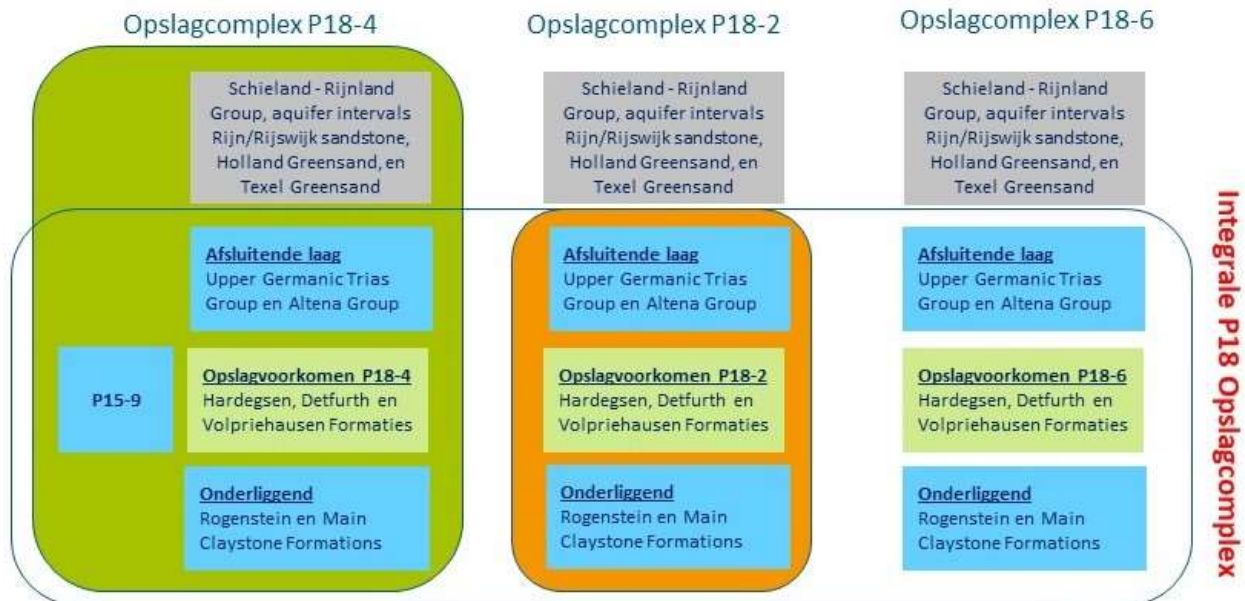 Opslagcomplex P18-4
Opslagcomplex P18-2
Opslagcomplex P18-6
Schieland - Rijnland
Group, aquifer intervals
Rijn/Rijswijk sandstone,
Holland Greensand, en
Texel Greensand
Schieland - Rijnland
Group, aquifer intervals
Rijn/Rijswijk sandstone,
Holland Greensand, en
Texel Greensand
Schieland - Rijnland
Group, aquifer intervals
Rijn/Rijswijk sandstone,
Holland Greensand, en
Texel Greensand
Afsluitende laag
Upper Germanic Trias
Group en Altena Group
Afsluitende laag
Upper Germanic Trias
Group en Altena Group
Afsluitende laag
Upper Germanic Trias
Group en Altena Group
P15-9
Opslagvoorkomen P18-4
Hardegsen, Detfurth en
Volpriehausen Formaties
Opslagvoorkomen P18-2
Hardegsen, Detfurth en
Volpriehausen Formaties
Opslagvoorkomen P18-6
Hardegsen, Detfurth en
Volpriehausen Formaties
Onderliggend
Rogenstein en Main
Claystone Formations
Onderliggend
Rogenstein en Main
Claystone Formations
Onderliggend
Rogenstein en Main
Claystone Formations
Integrale P18 Opslagcomplex